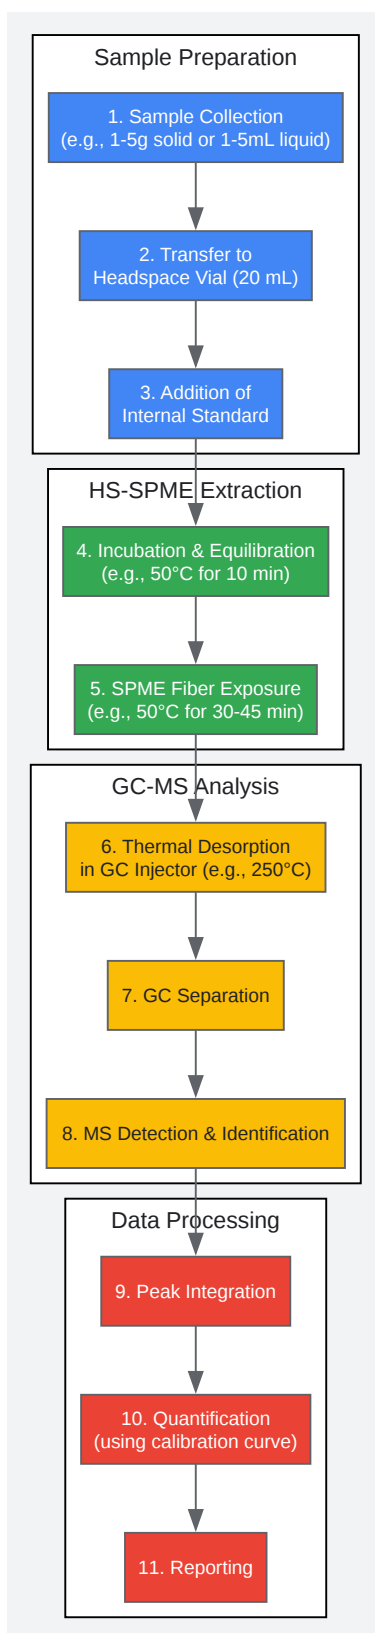 Sample Preparation
1. Sample Collection
(e.g., 1-5g solid or 1-5mL liquid)
2. Transfer to
Headspace Vial (20 mL)
3. Addition of
Internal Standard
HS-SPME Extraction
4. Incubation & Equilibration
(e.g., 50°C for 10 min)
5. SPME Fiber Exposure
(e.g., 50°C for 30-45 min)
GC-MS Analysis
6. Thermal Desorption
in GC Injector (e.g., 250°C)
7. GC Separation
8. MS Detection & Identification
Data Processing
9. Peak Integration
10. Quantification
(using calibration curve)
11. Reporting